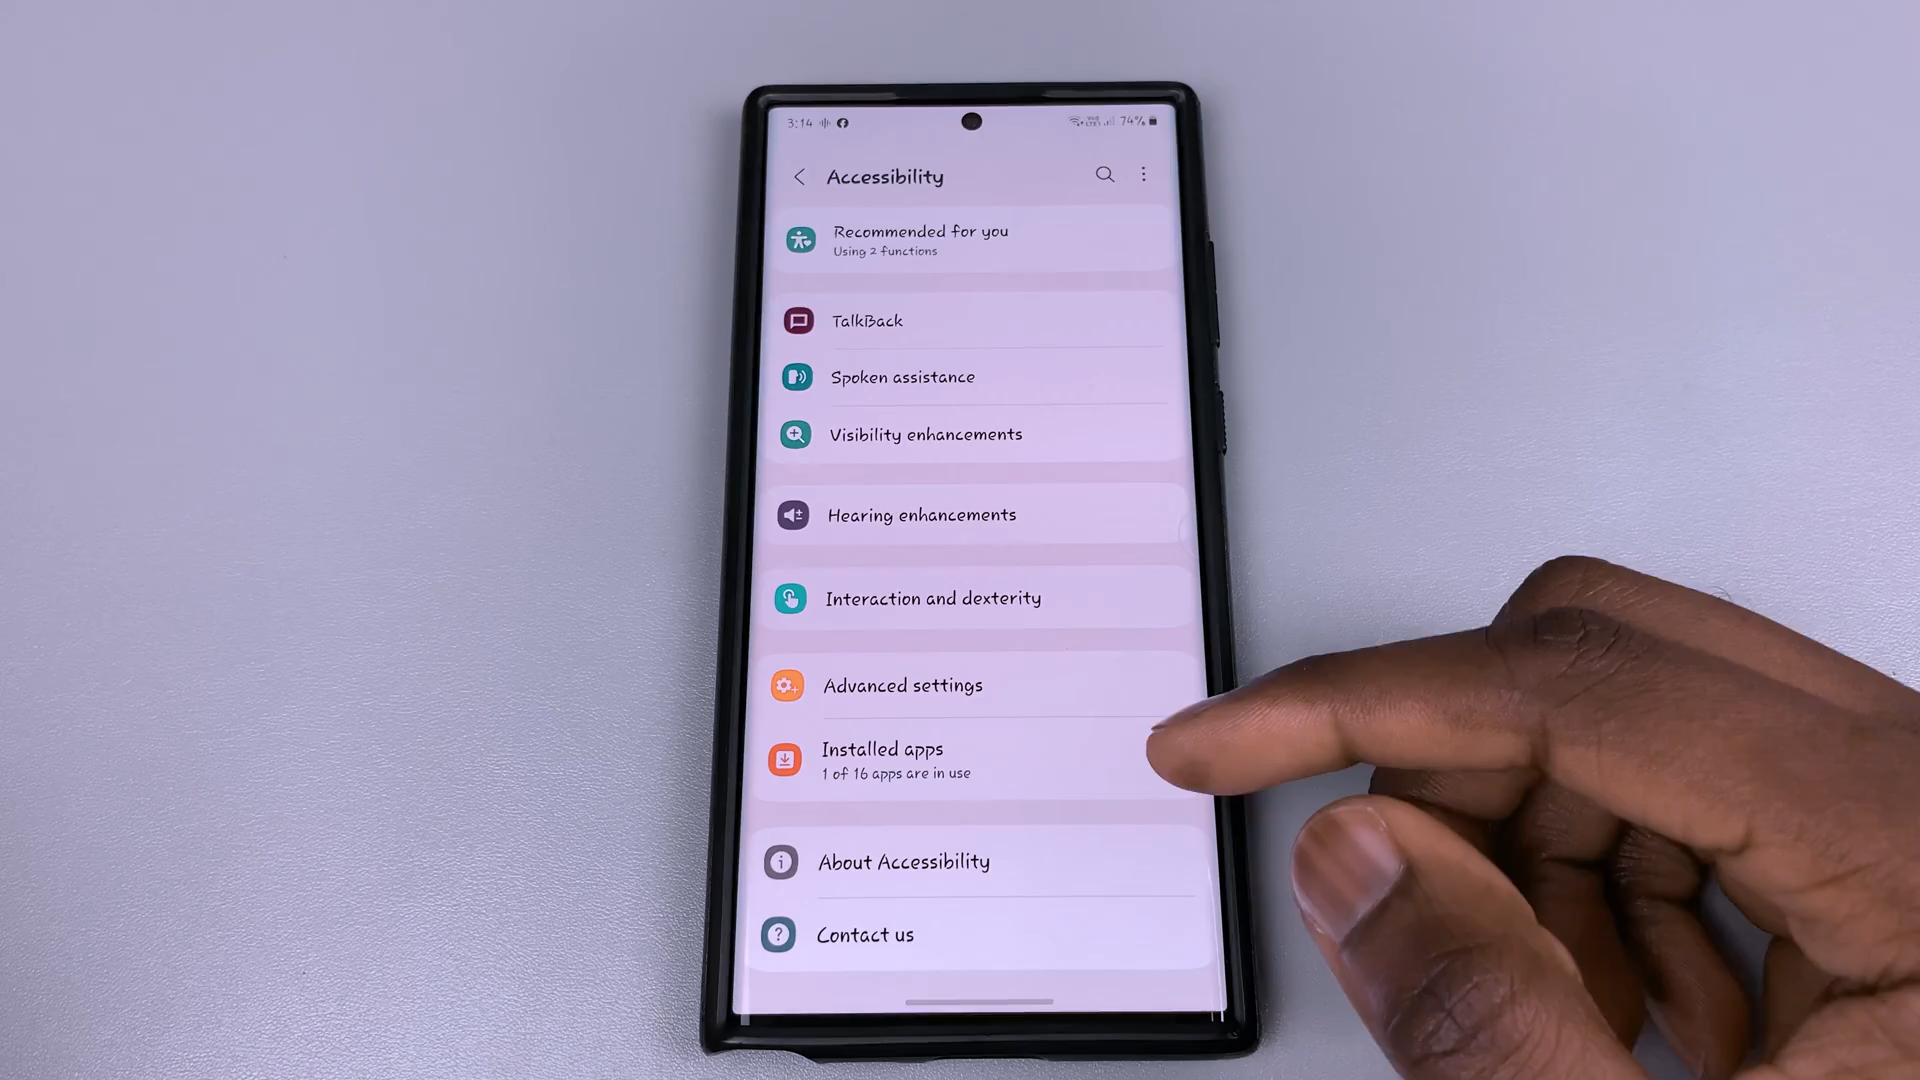 3:14 74%
Accessibility
Recommended for you
Using 2 functions
TalkBack
Spoken assistance
Visibility enhancements
Hearing enhancements
Interaction and dexterity
Advanced settings
Installed apps
1 of 16 apps are in use
About Accessibility
Contact us